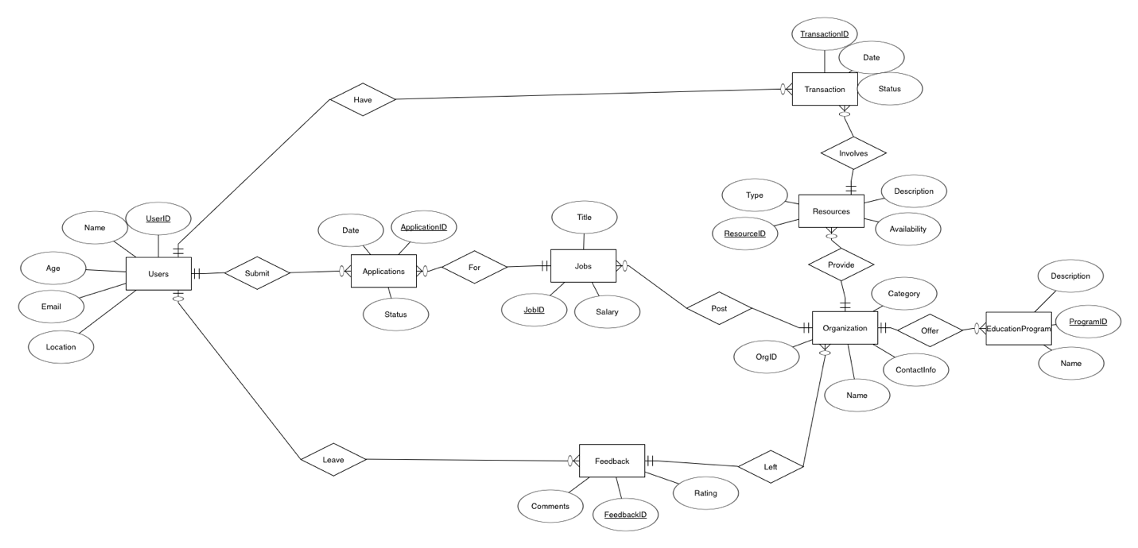 TransactionID
Date
Transaction
Status
Have
Involves
Type
Description
Resources
ResourceID
Availability
Name
UserID
Date
ApplicationID
Title
Age
Users
Submit
Applications
For
Jobs
Provide
Email
Status
JobID
Salary
Post
Category
Description
Location
OrgID
Organization
Offer
EducationProgram
ProgramID
Name
ContactInfo
Name
Leave
Feedback
Left
Comments
FeedbackID
Rating